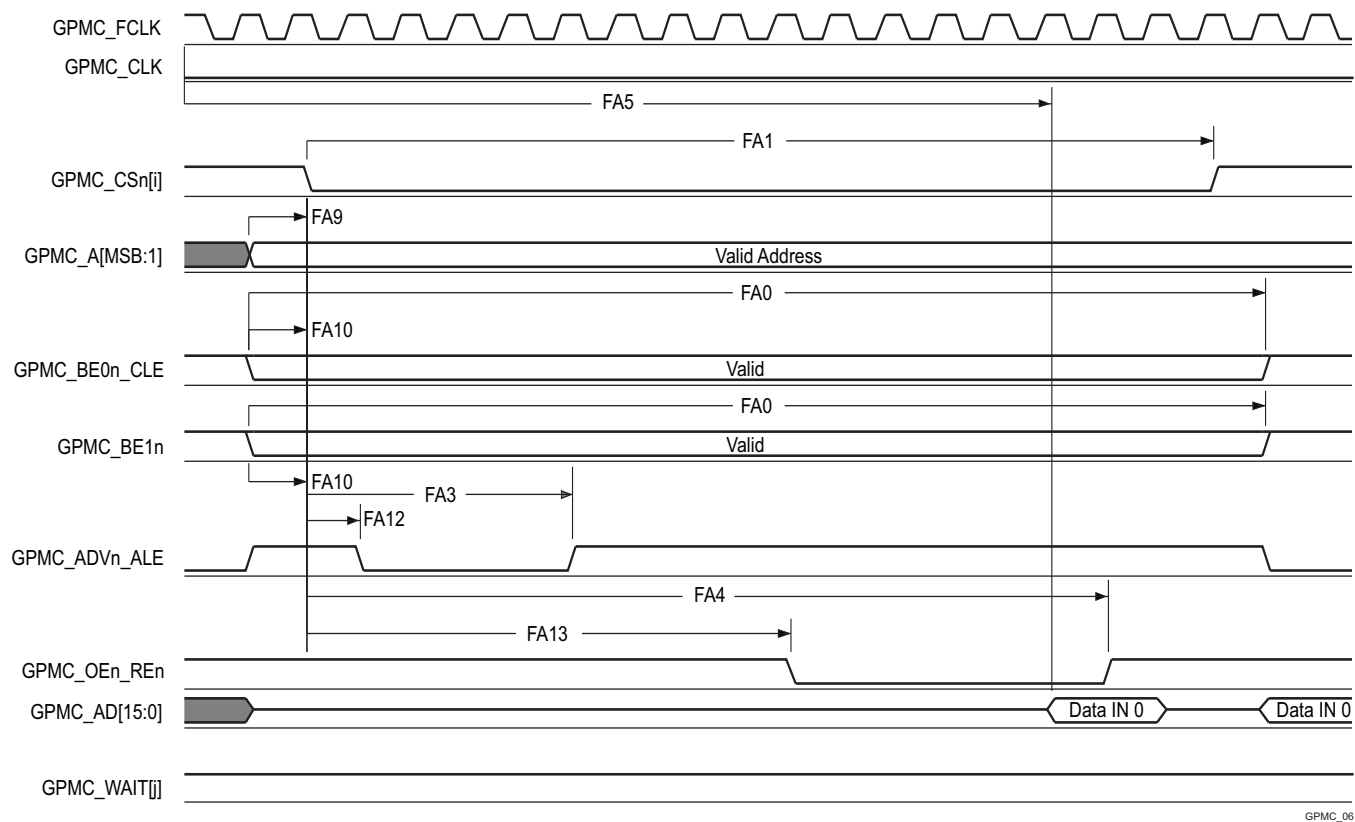 GPMC_FCLK
GPMC_CLK
FA5
FA1
GPMC_CSn[i]
FA9
GPMC_A[MSB:1]
Valid Address
FA0
FA10
GPMC_BE0n_CLE
Valid
FA0
GPMC_BE1n
Valid
FA10
FA3
FA12
GPMC_ADVn_ALE
FA4
FA13
GPMC_OEn_REn
GPMC_AD[15:0]
Data IN 0
Data IN 0
GPMC_WAIT[j]
GPMC_06